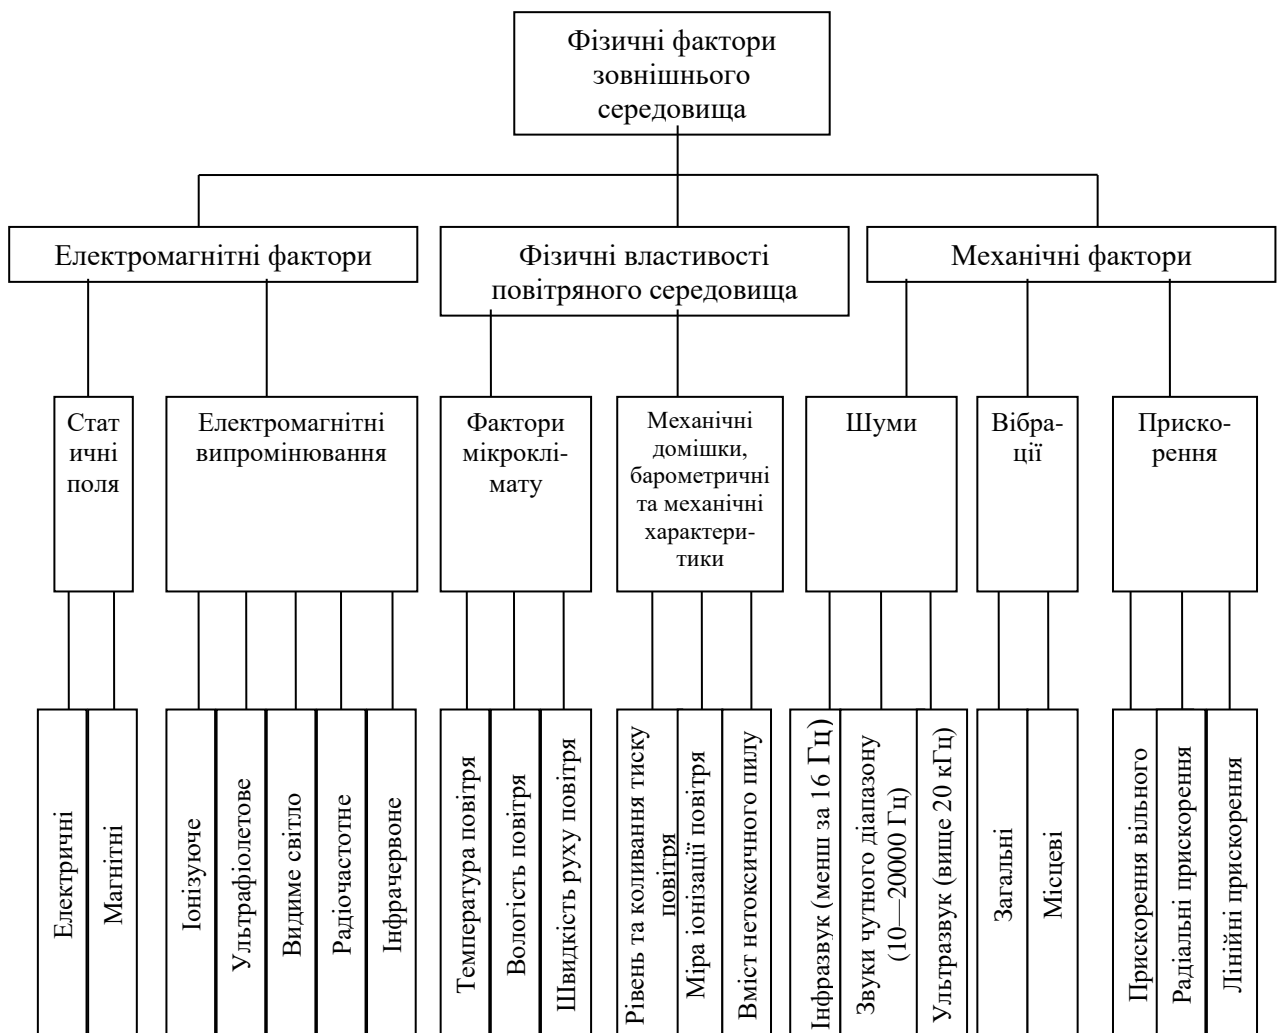 Фізичні фактори
зовнішнього
середовища
Електромагнітні фактори
Фізичні властивості
повітряного середовища
Механічні фактори
Стат
ичні
поля
Електромагнітні
випромінювання
Фактори
мікроклі-
мату
Механічні
домішки,
барометричні
та механічні
характери-
тики
Шуми
Вібра-
ції
Приско-
рення
Електричні
Магнітні
Іонізуюче
Ультрафіолетове
Видиме світло
Радіочастотне
Інфрачервоне
Температура повітря
Вологість повітря
Швидкість руху повітря
Рівень та коливання тиску
повітря
Міра іонізації повітря
Вміст нетоксичного пилу
Інфразвук (менш за 16 Гц)
Звуки чутного діапазону
(10—20000 Гц)
Ультразвук (вище 20 кГц)
Загальні
Місцеві
Прискорення вільного
Радіальні прискорення
Лінійні прискорення